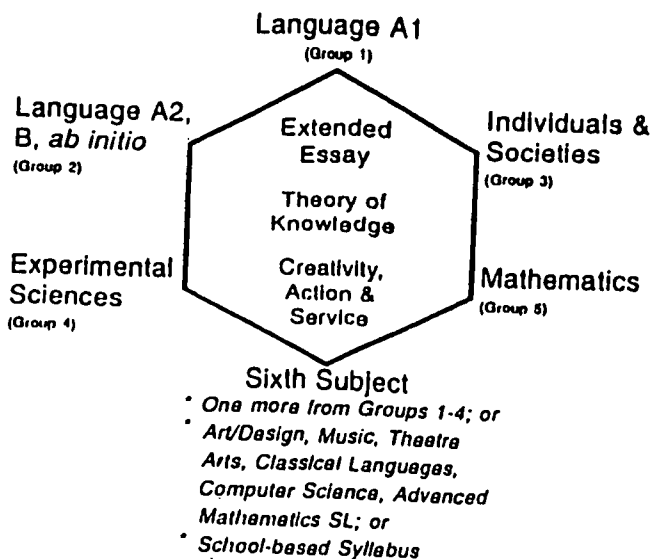 Language A1
(Group 1)
Language A2,
B, ab initio
(Group 2)
Extended
Essay
Individuals &
Societies
(Group 3)
Theory of
Knowledge
Experimental
Sciences
(Group 4)
Creativity,
Action &
Service
Mathematics
(Group 5)
Sixth Subject
* One more from Groups 1-4; or
* Art/Design, Music, Theatre
Arts, Classical Languages,
Computer Science, Advanced
Mathematics SL; or
* School-based Syllabus